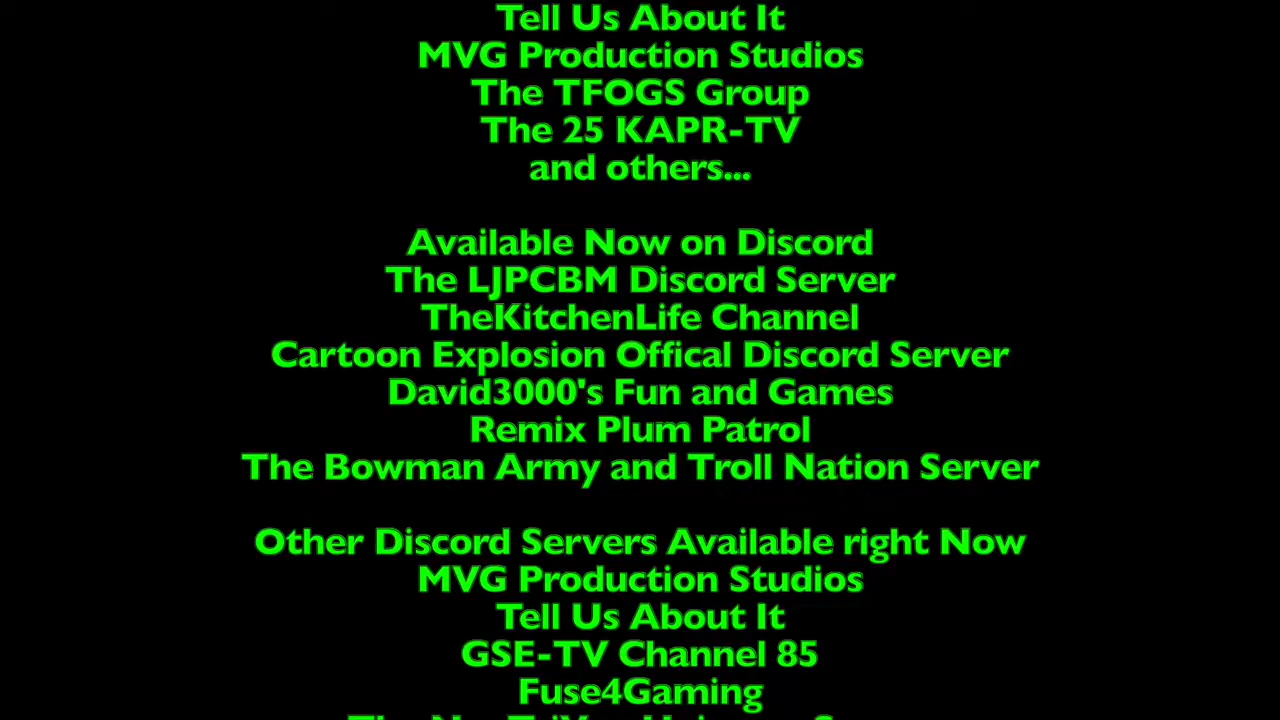 Tell Us About It
MVG Production Studios
The TFOGS Group
The 25 KAPR-TV
and others...
Available Now on Discord
The LJPCBM Discord Server
TheKitchenLife Channel
Cartoon Explosion Offical Discord Server
David3000's Fun and Games
Remix Plum Patrol
The Bowman Army and Troll Nation Server
Other Discord Servers Available right Now
MVG Production Studios
Tell Us About It
GSE-TV Channel 85
Fuse4Gaming
The